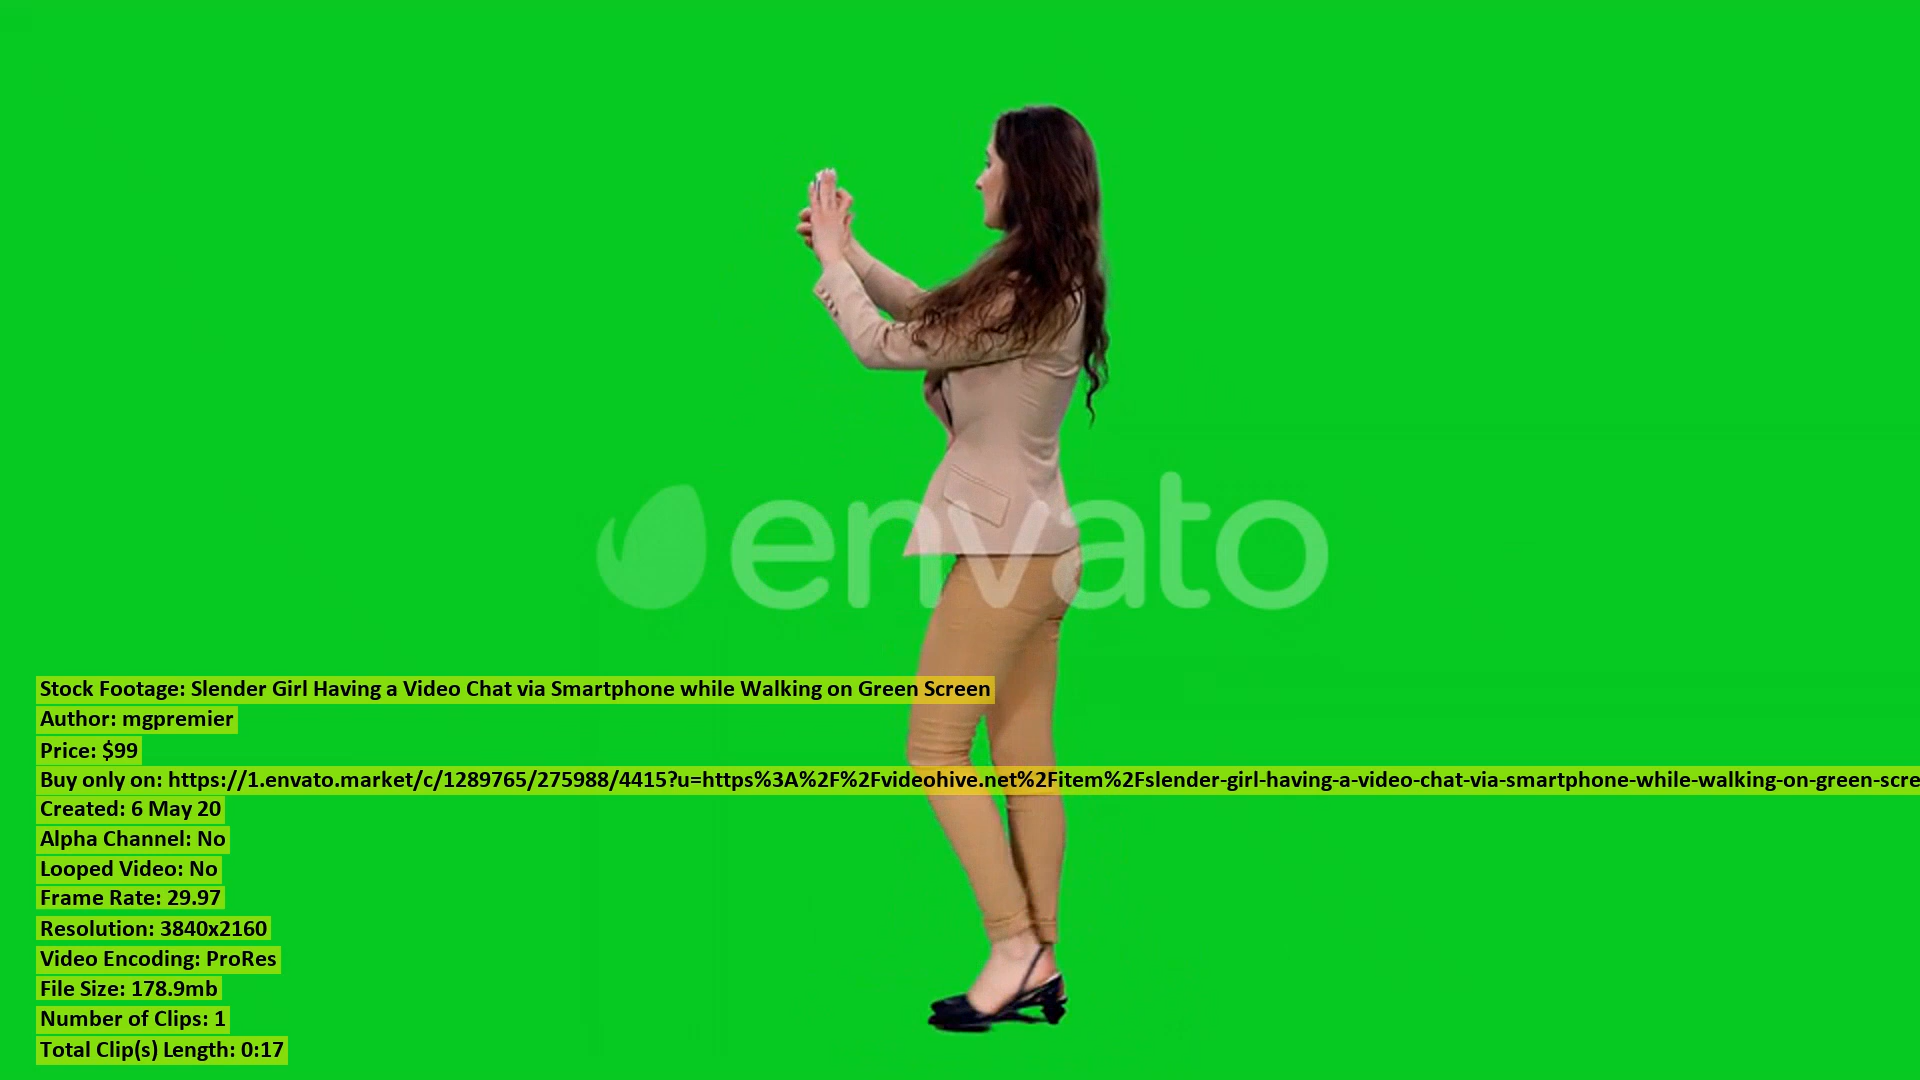 envato
Stock Footage: Slender Girl Having a Video Chat via Smartphone while Walking on Green Screen
Author: mgpremier
Price: $99
Buy only on: https://1.envato.market/c/1289765/275988/4415?u=https%3A%2F%2Fvideohive.net%2Fitem%2Fslender-girl-having-a-video-chat-via-smartphone-while-walking-on-green-scre
Created: 6 May 20
Alpha Channel: No
Looped Video: No
Frame Rate: 29.97
Resolution: 3840x2160
Video Encoding: ProRes
File Size: 178.9mb
Number of Clips: 1
Total Clip(s) Length: 0:17